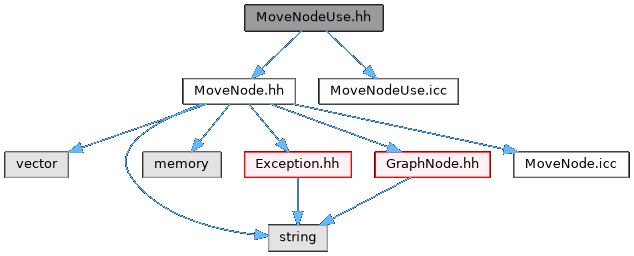 MoveNodeUse.hh
MoveNode.hh
MoveNodeUse.icc
vector
memory
Exception.hh
GraphNode.hh
MoveNode.icc
string